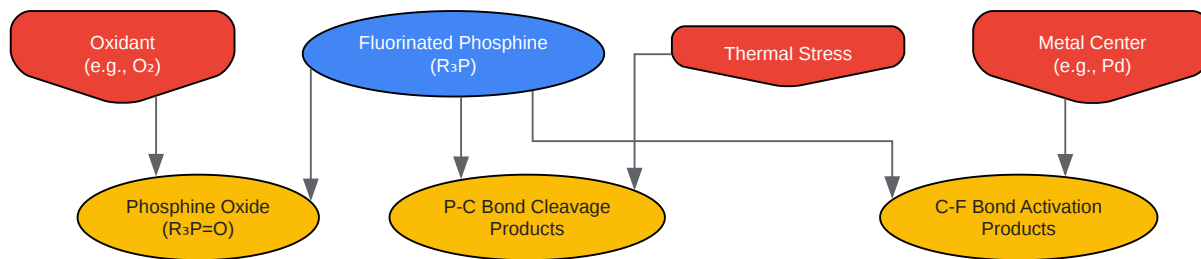 Oxidant
(e.g., O₂)
Fluorinated Phosphine
(R₃P)
Thermal Stress
Metal Center
(e.g., Pd)
Phosphine Oxide
(R₃P=O)
P-C Bond Cleavage
Products
C-F Bond Activation
Products